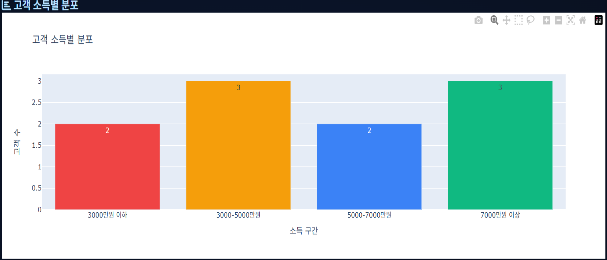 고객 소득별 분포
고객 소득별 분포
고객 수
3
2.5
2
1.5
1
0.5
0
2
3
2
3
3000만원 이하
3000-5000만원
5000-7000만원
7000만원 이상
소득 구간